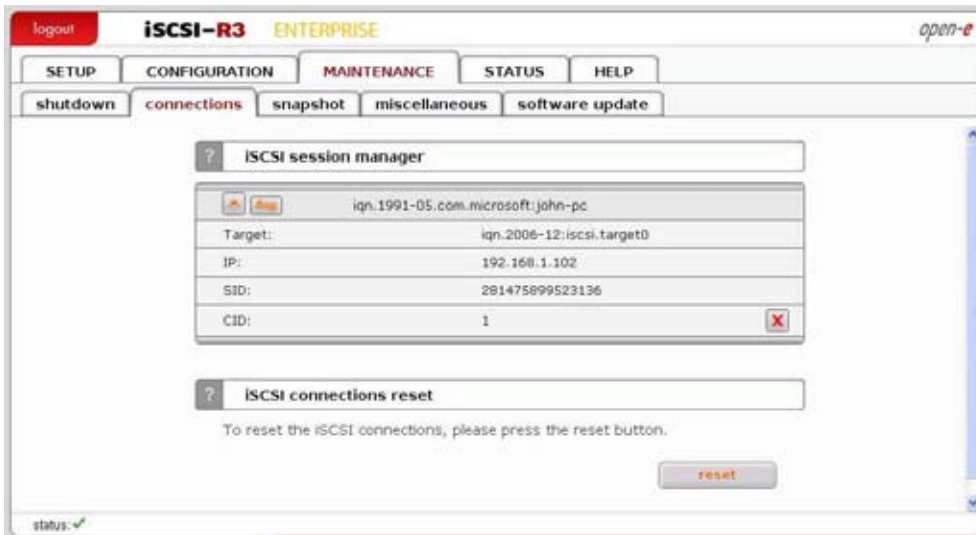 logout iSCSI-R3 ENTERPRISE open-e
SETUP CONFIGURATION MAINTENANCE STATUS HELP
shutdown connections snapshot miscellaneous software update
? iSCSI session manager
iqn.1991-05.com.microsoft:john-pc
Target: iqn.2006-12:iscsi.target0
IP: 192.168.1.102
SID: 281475899523136
CID: 1 X
? iSCSI connections reset
To reset the iSCSI connections, please press the reset button.
reset
status: